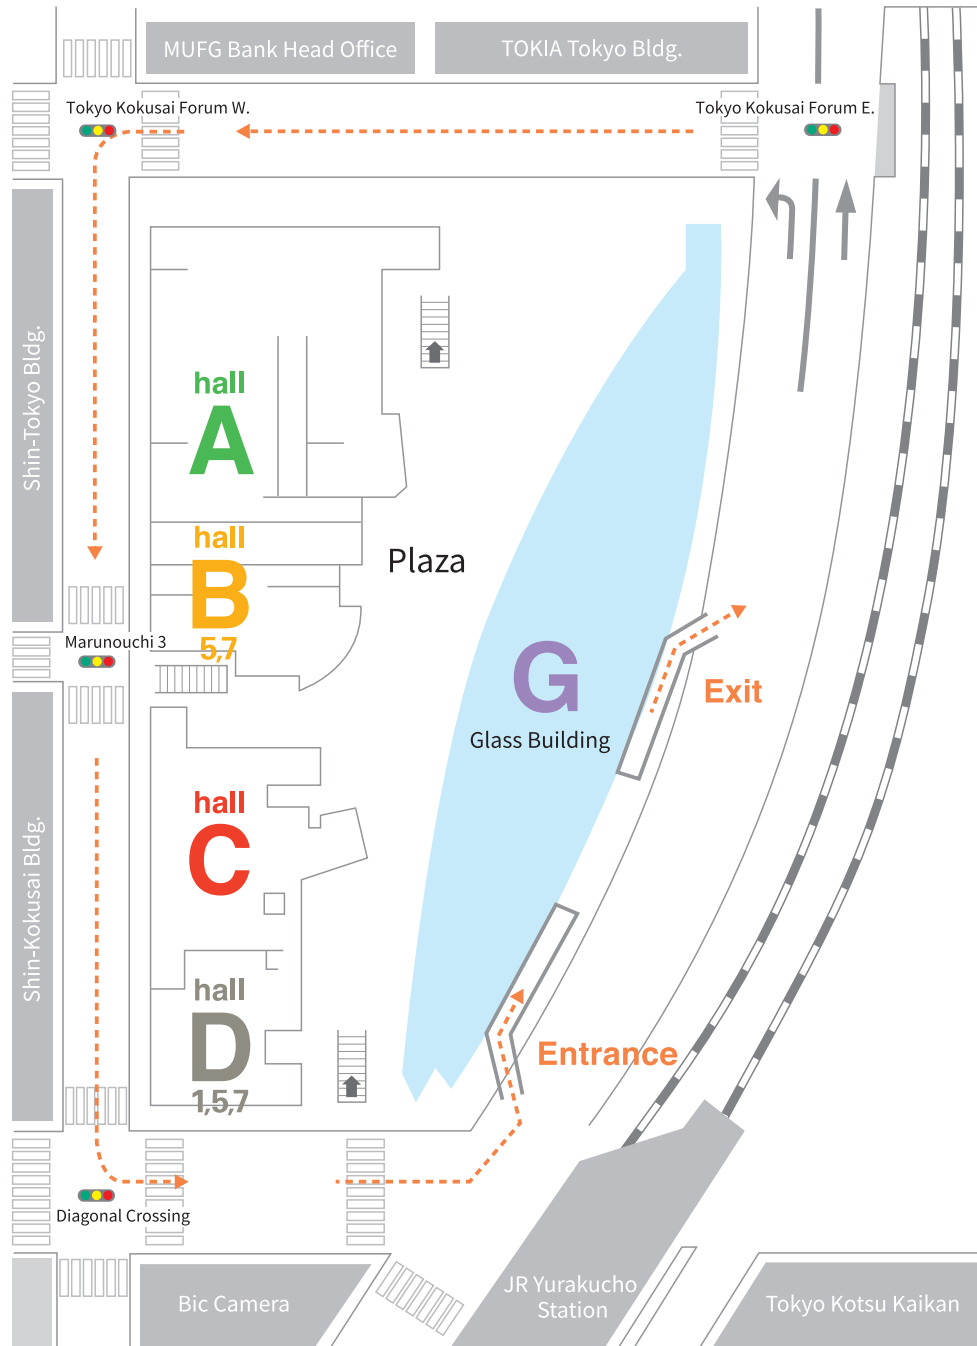 MUFG Bank Head Office
TOKIA Tokyo Bldg.
Tokyo Kokusai Forum W.
Tokyo Kokusai Forum E.
Shin-Tokyo Bldg.
hall
A
hall
B
5,7
Plaza
Marunouchi 3
G
Glass Building
Exit
Shin-Kokusai Bldg.
hall
C
hall
D
1,5,7
Entrance
Diagonal Crossing
Bic Camera
JR Yurakucho
Station
Tokyo Kotsu Kaikan